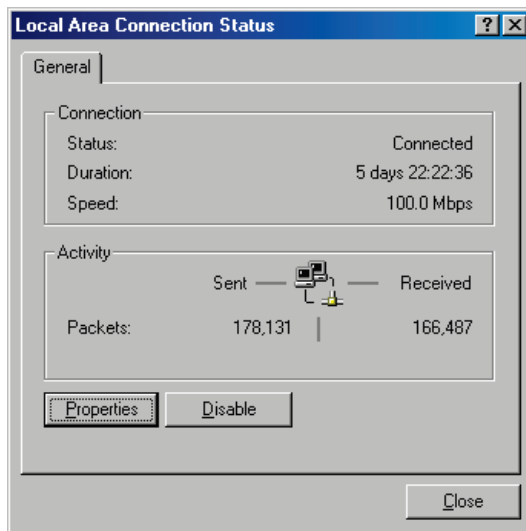 Local Area Connection Status ? X
General
Connection
Status: Connected
Duration: 5 days 22:22:36
Speed: 100.0 Mbps
Activity
Sent Received
Packets: 178,131 166,487
Properties Disable
Close